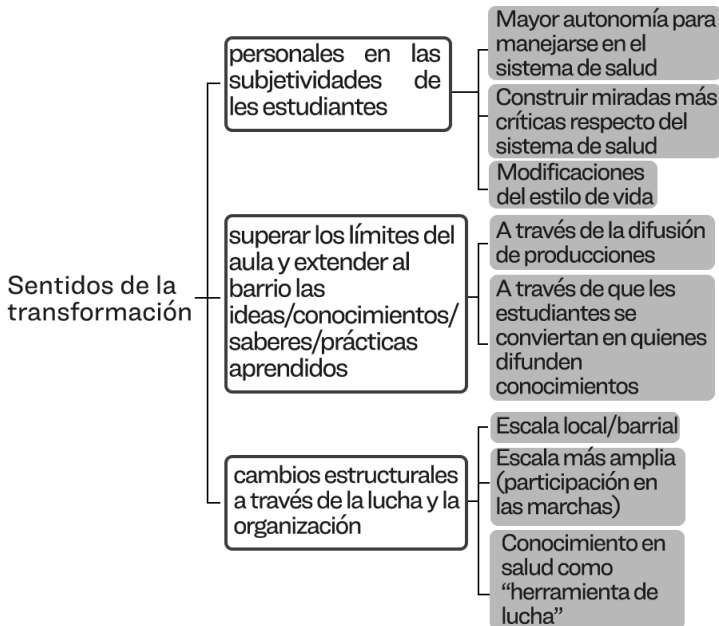 Sentidos de la
transformación
personales en las
subjetividades de
les estudiantes
Mayor autonomía para
manejarse en el
sistema de salud
Construir miradas más
críticas respecto del
sistema de salud
Modificaciones
del estilo de vida
superar los límites del
aula y extender al
barrio las
ideas/conocimientos/
saberes/prácticas
aprendidos
A través de la difusión
de producciones
A través de que les
estudiantes se
conviertan en quienes
difunden
conocimientos
cambios estructurales
a través de la lucha y la
organización
Escala local/barrial
Escala más amplia
(participación en
las marchas)
Conocimiento en
salud como
“herramienta de
lucha”